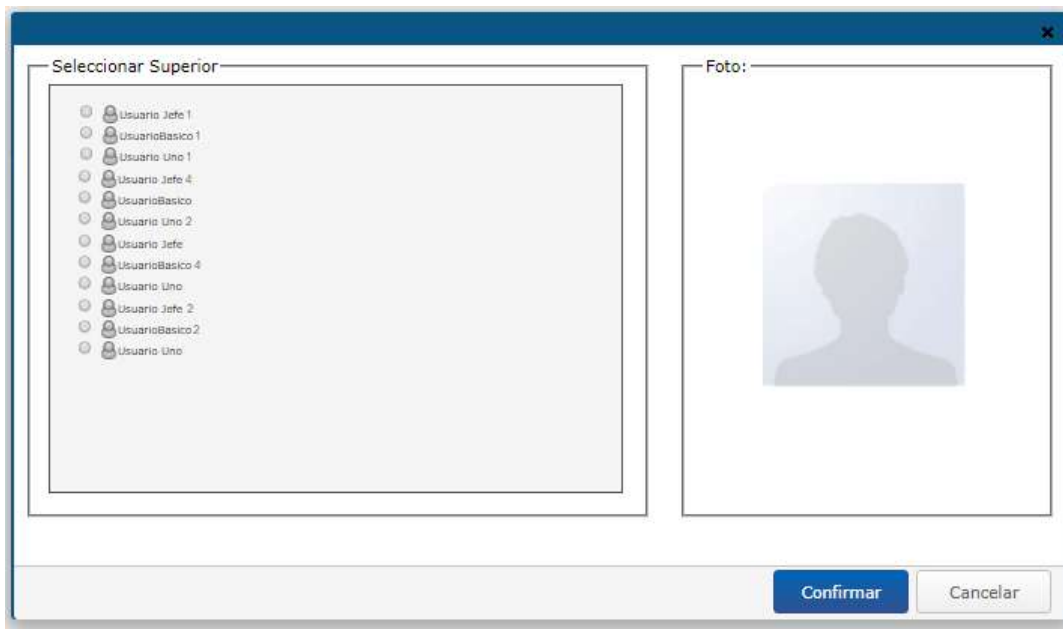 Seleccionar Superior
Usuario Jefe 1
UsuarioBasico 1
Usuario Uno 1
Usuario Jefe 4
UsuarioBasico
Usuario Uno 2
Usuario Jefe
UsuarioBasico 4
Usuario Uno
Usuario Jefe 2
UsuarioBasico 2
Usuario Uno
Foto:
Confirmar
Cancelar